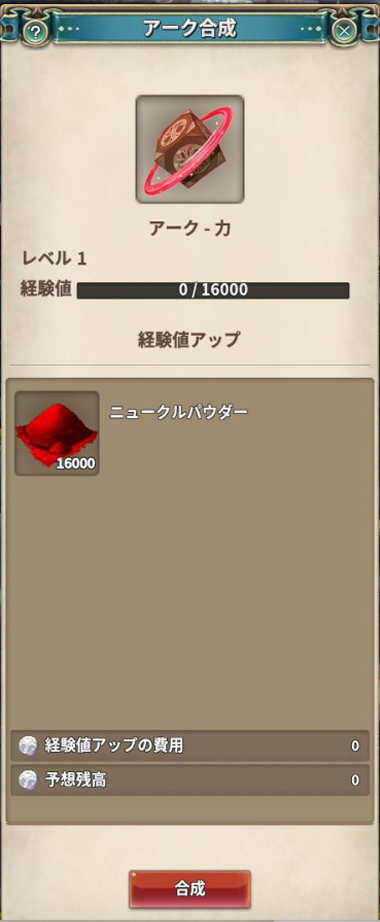 ?
アーク合成
×
アーク - 力
レベル 1
経験値 0 / 16000
経験値アップ
ニュークルパウダー
16000
経験値アップの費用 0
予想残高 0
合成